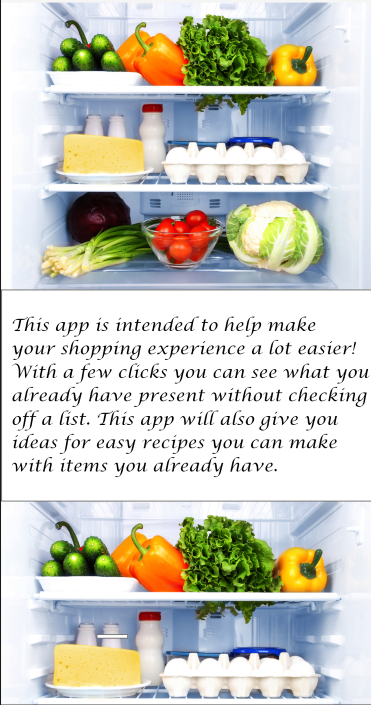 This app is intended to help make
your shopping experience a lot easier!
With a few clicks you can see what you
already have present without checking
off a list. This app will also give you
ideas for easy recipes you can make
with items you already have.